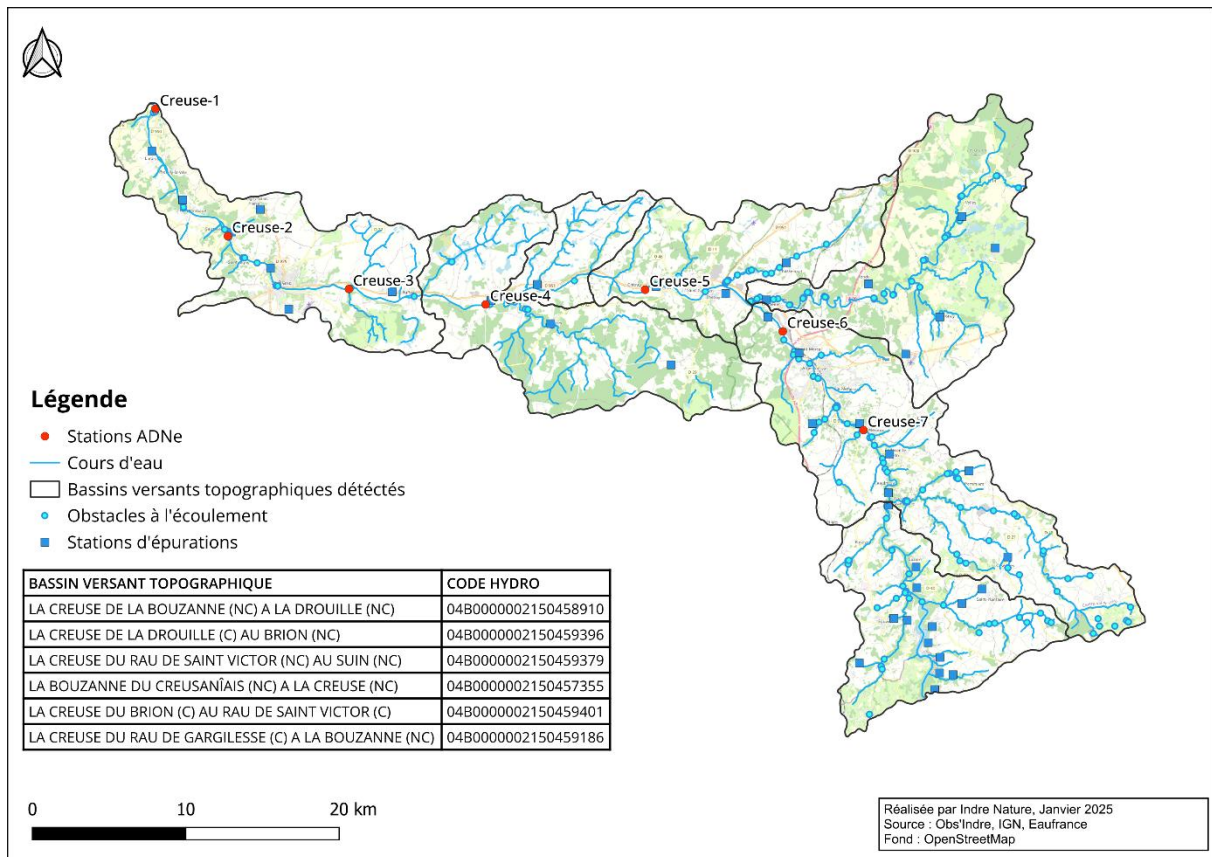 Creuse-1
Creuse-2
Creuse-3
Creuse-4
Creuse-5
Creuse-6
Creuse-7
Légende
Stations ADNe
Cours d'eau
Bassins versants topographiques détéctés
Obstacles à l'écoulement
Stations d'épurations
BASSIN VERSANT TOPOGRAPHIQUE CODE HYDRO
LA CREUSE DE LA BOUZANNE (NC) A LA DROUILLE (NC) 04B0000002150458910
LA CREUSE DE LA DROUILLE (C) AU BRION (NC) 04B0000002150459396
LA CREUSE DU RAU DE SAINT VICTOR (NC) AU SUIN (NC) 04B0000002150459379
LA BOUZANNE DU CREUSANÎAIS (NC) A LA CREUSE (NC) 04B0000002150457355
LA CREUSE DU BRION (C) AU RAU DE SAINT VICTOR (C) 04B0000002150459401
LA CREUSE DU RAU DE GARGILESSE (C) A LA BOUZANNE (NC) 04B0000002150459186
0 10 20 km
Réalisée par Indre Nature, Janvier 2025
Source : Obs'Indre, IGN, Eaufrance
Fond : OpenStreetMap